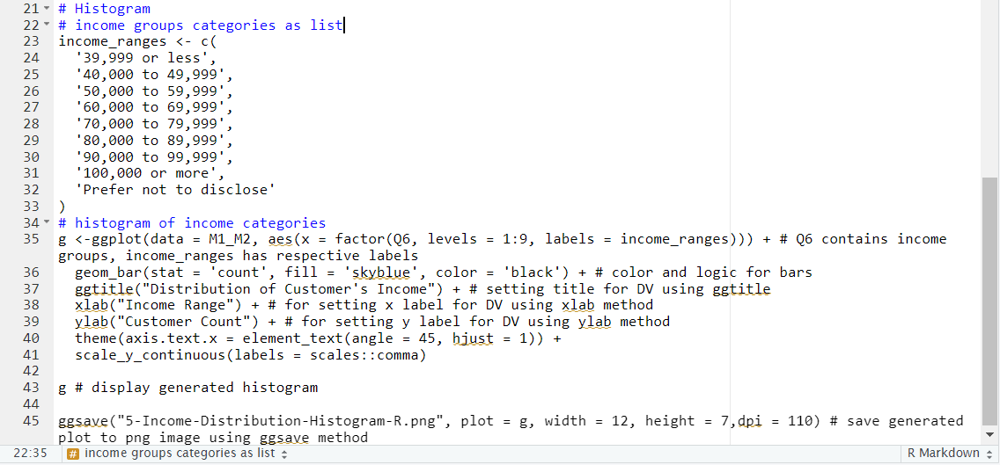 21 # Histogram
22 # income groups categories as list
23 income_ranges <- c(
24 '39,999 or less',
25 '40,000 to 49,999',
26 '50,000 to 59,999',
27 '60,000 to 69,999',
28 '70,000 to 79,999',
29 '80,000 to 89,999',
30 '90,000 to 99,999',
31 '100,000 or more',
32 'Prefer not to disclose'
33 )
34 # histogram of income categories
35 g <-ggplot(data = M1_M2, aes(x = factor(Q6, levels = 1:9, labels = income_ranges))) + # Q6 contains income
groups, income_ranges has respective labels
36 geom_bar(stat = 'count', fill = 'skyblue', color = 'black') + # color and logic for bars
37 ggtitle("Distribution of Customer's Income") + # setting title for DV using ggtitle
38 xlab("Income Range") + # for setting x label for DV using xlab method
39 ylab("Customer Count") + # for setting y label for DV using ylab method
40 theme(axis.text.x = element_text(angle = 45, hjust = 1)) +
41 scale_y_continuous(labels = scales::comma)
42
43 g # display generated histogram
44
45 ggsave("5-Income-Distribution-Histogram-R.png", plot = g, width = 12, height = 7,dpi = 110) # save generated
plot to png image using ggsave method
22:35 # income groups categories as list R Markdown